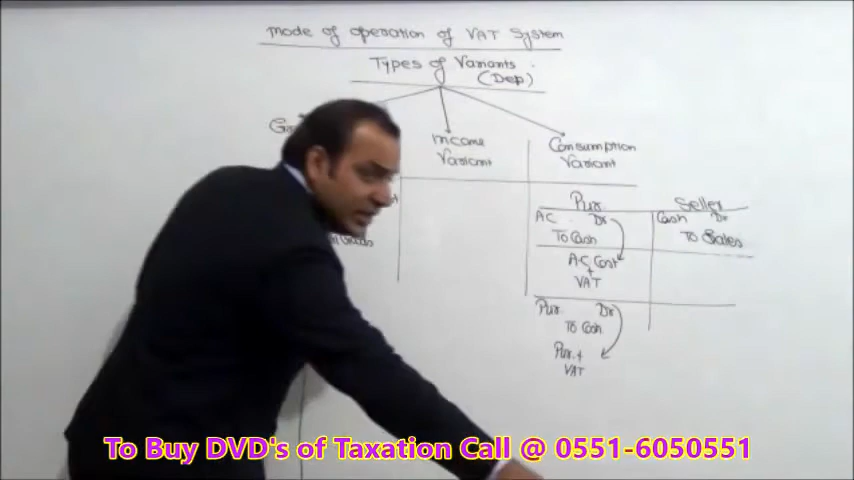 mode of operation of VAT System
Types of Variants
(Dep)
Income
Variant
Consumption
Variant
Pur.
Seller
AC Dr
To Cash
Cash Dr
To Sales
A.C Cost
+
VAT
Pur Dr
To Cash
Pur. +
VAT
Goods
To Buy DVD's of Taxation Call @ 0551-6050551